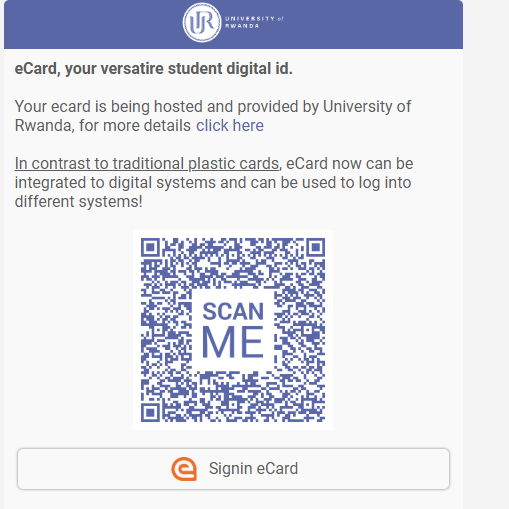 UNIVERSITY of
RWANDA
eCard, your versatire student digital id.
Your ecard is being hosted and provided by University of
Rwanda, for more details click here
In contrast to traditional plastic cards, eCard now can be
integrated to digital systems and can be used to log into
different systems!
SCAN
ME
Signin eCard